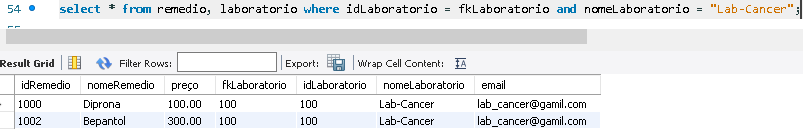 54 select * from remedio, laboratorio where idLaboratorio = fkLaboratorio and nomeLaboratorio = "Lab-Cancer";
Result Grid Filter Rows: Export: Wrap Cell Content: IA
idRemedio nomeRemedio preço fkLaboratorio idLaboratorio nomeLaboratorio email
1000 Diprona 100.00 100 100 Lab-Cancer lab_cancer@gamil.com
1002 Bepantol 300.00 100 100 Lab-Cancer lab_cancer@gamil.com